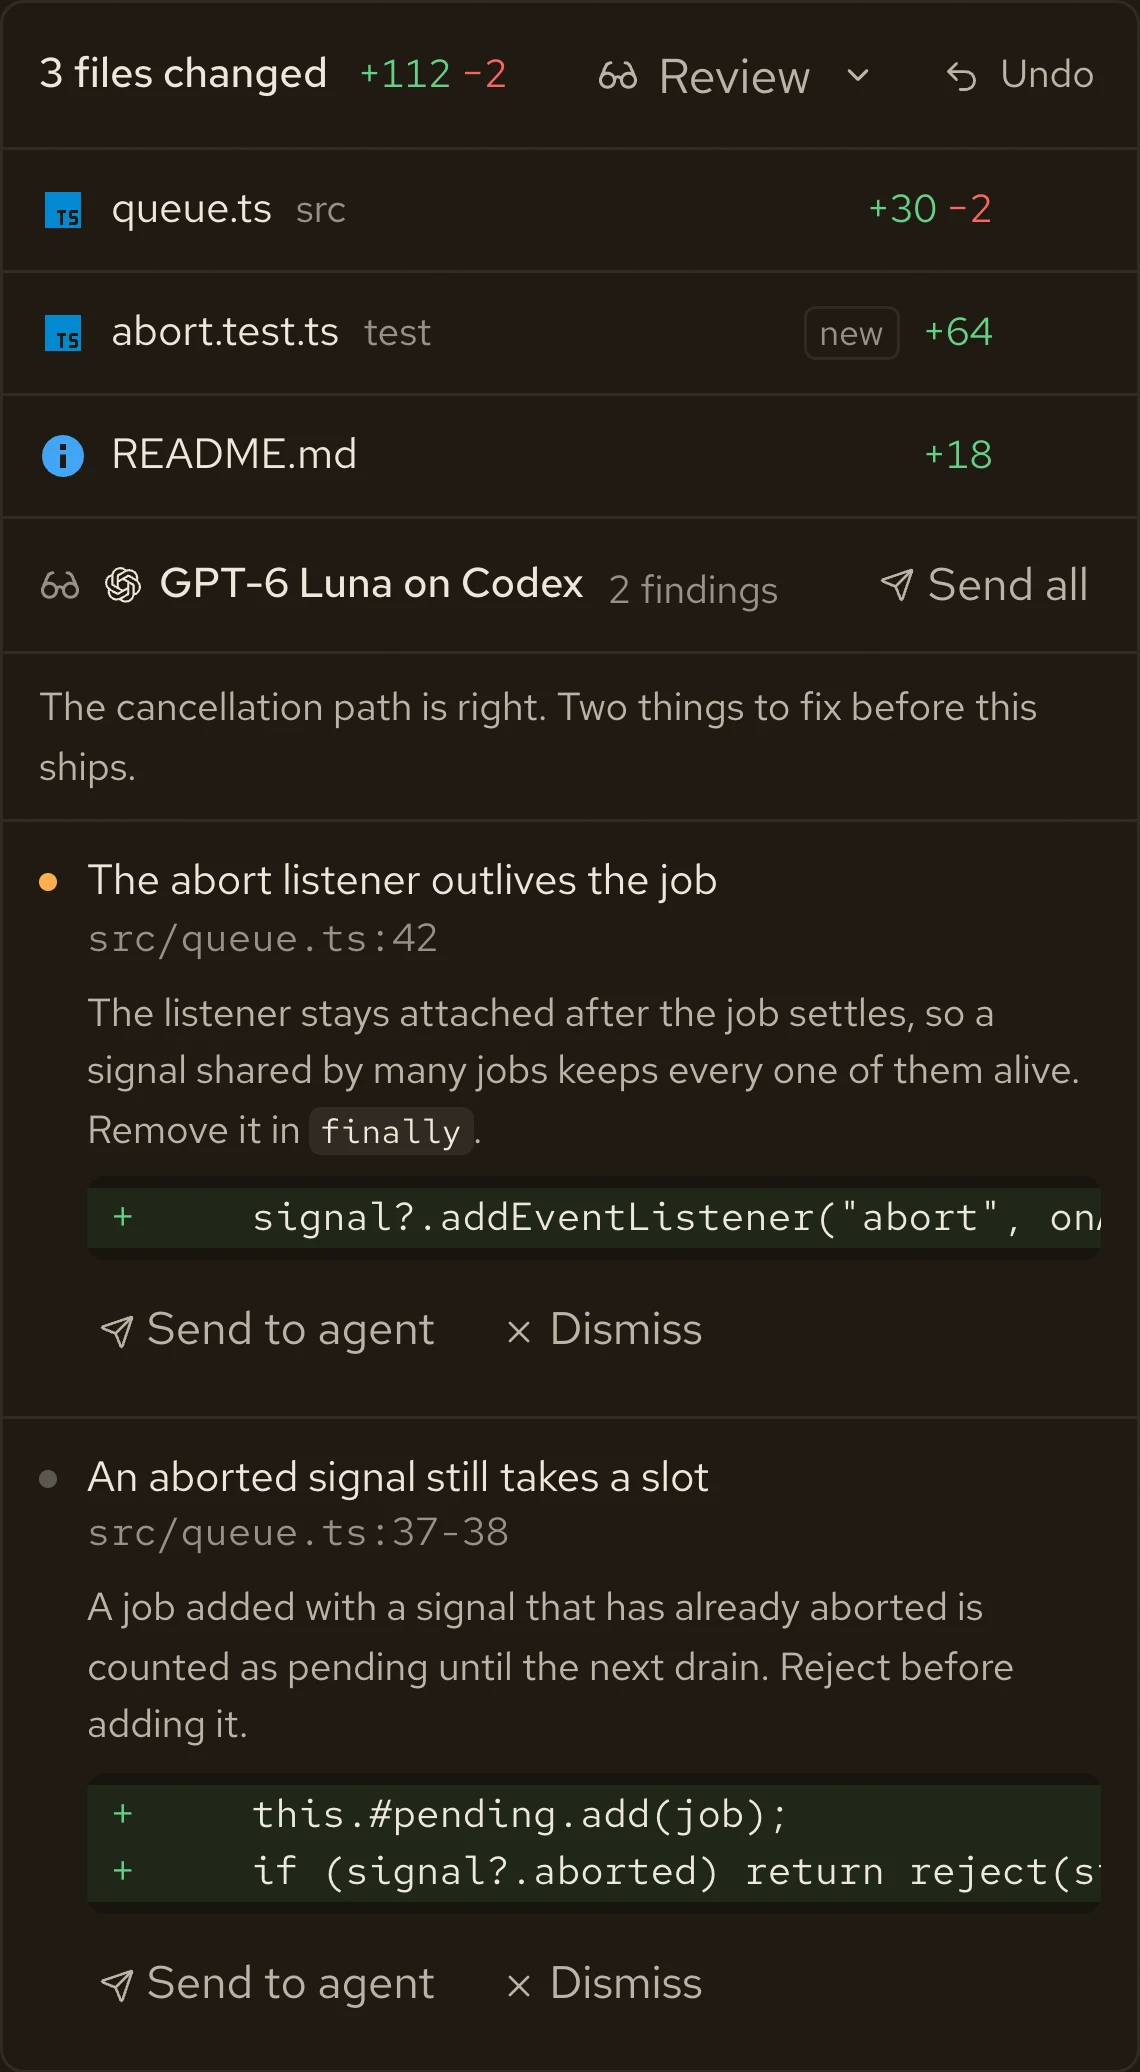 3 files changed +112 −2 Review Undo
TS queue.ts src +30 −2
TS abort.test.ts test new +64
README.md +18
GPT-6 Luna on Codex 2 findings Send all
The cancellation path is right. Two things to fix before this
ships.
The abort listener outlives the job
src/queue.ts:42
The listener stays attached after the job settles, so a
signal shared by many jobs keeps every one of them alive.
Remove it in finally.
+ signal?.addEventListener("abort", on
Send to agent × Dismiss
An aborted signal still takes a slot
src/queue.ts:37-38
A job added with a signal that has already aborted is
counted as pending until the next drain. Reject before
adding it.
+ this.#pending.add(job);
+ if (signal?.aborted) return reject(s
Send to agent × Dismiss